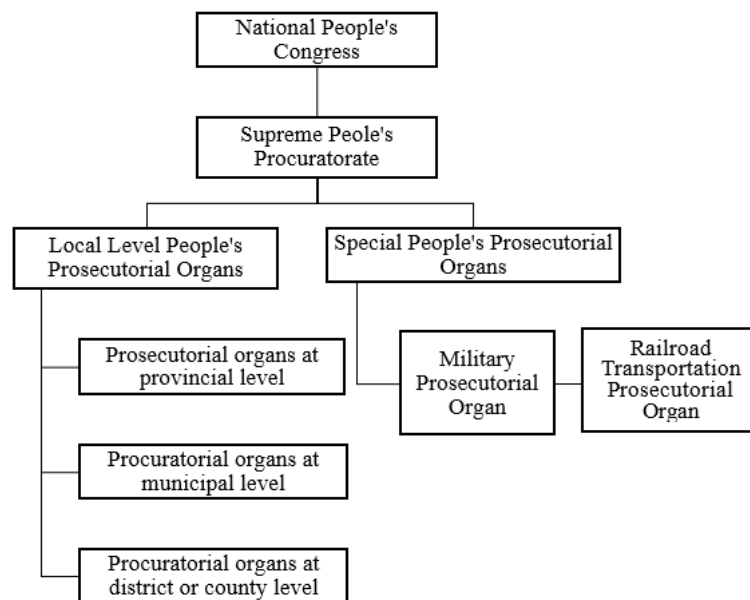 National People's
Congress
Supreme Peole's
Procuratorate
Local Level People's
Prosecutorial Organs
Special People's Prosecutorial
Organs
Prosecutorial organs at
provincial level
Military
Prosecutorial
Organ
Railroad
Transportation
Prosecutorial
Organ
Procuratorial organs at
municipal level
Procuratorial organs at
district or county level